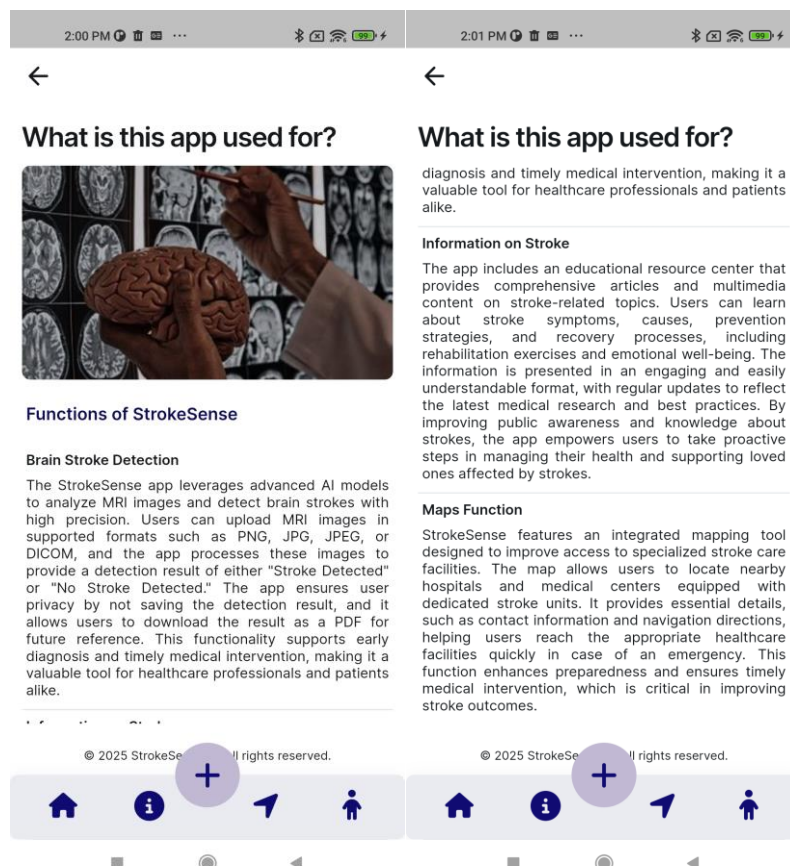 2:00 PM
99
What is this app used for?
Functions of StrokeSense
Brain Stroke Detection
The StrokeSense app leverages advanced AI models
to analyze MRI images and detect brain strokes with
high precision. Users can upload MRI images in
supported formats such as PNG, JPG, JPEG, or
DICOM, and the app processes these images to
provide a detection result of either "Stroke Detected"
or "No Stroke Detected." The app ensures user
privacy by not saving the detection result, and it
allows users to download the result as a PDF for
future reference. This functionality supports early
diagnosis and timely medical intervention, making it a
valuable tool for healthcare professionals and patients
alike.
© 2025 StrokeSe ll rights reserved.
2:01 PM
99
What is this app used for?
diagnosis and timely medical intervention, making it a
valuable tool for healthcare professionals and patients
alike.
Information on Stroke
The app includes an educational resource center that
provides comprehensive articles and multimedia
content on stroke-related topics. Users can learn
about stroke symptoms, causes, prevention
strategies, and recovery processes, including
rehabilitation exercises and emotional well-being. The
information is presented in an engaging and easily
understandable format, with regular updates to reflect
the latest medical research and best practices. By
improving public awareness and knowledge about
strokes, the app empowers users to take proactive
steps in managing their health and supporting loved
ones affected by strokes.
Maps Function
StrokeSense features an integrated mapping tool
designed to improve access to specialized stroke care
facilities. The map allows users to locate nearby
hospitals and medical centers equipped with
dedicated stroke units. It provides essential details,
such as contact information and navigation directions,
helping users reach the appropriate healthcare
facilities quickly in case of an emergency. This
function enhances preparedness and ensures timely
medical intervention, which is critical in improving
stroke outcomes.
© 2025 StrokeSe ll rights reserved.